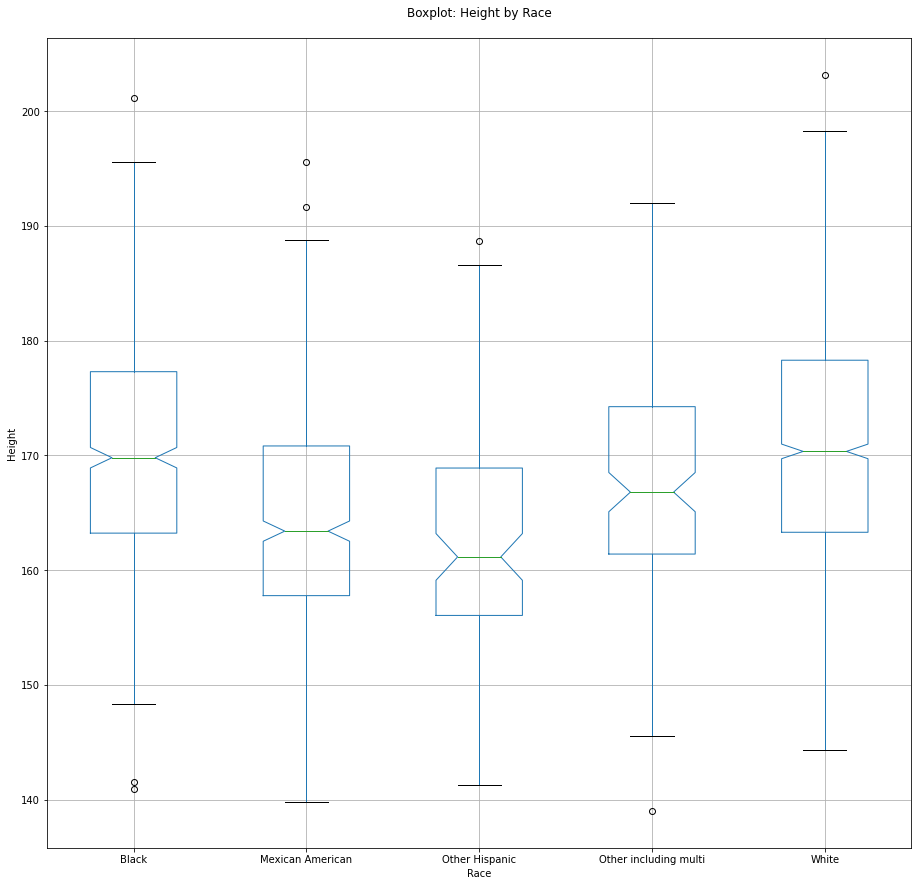 Boxplot: Height by Race
200
190
180
170
160
150
140
Height
Black
Mexican American
Other Hispanic
Other including multi
White
Race